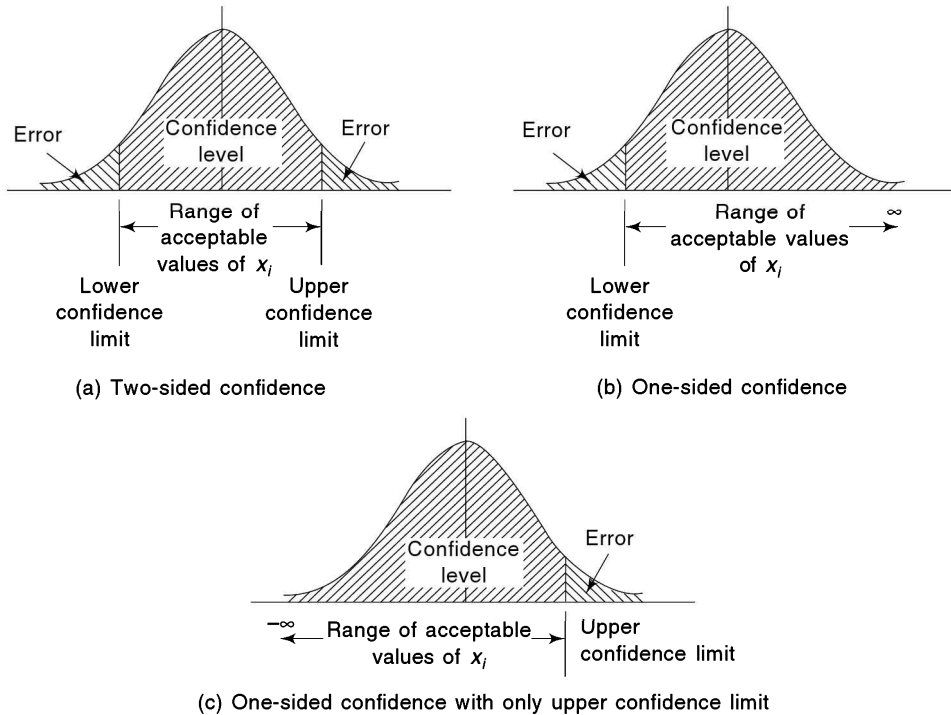 Error
Confidence
level
Error
Range of
acceptable
values of xi
Lower
confidence
limit
Upper
confidence
limit
(a) Two-sided confidence
Error
Confidence
level
Range of
acceptable values
of xi
∞
Lower
confidence
limit
(b) One-sided confidence
Confidence
level
Error
−∞
Range of acceptable
values of xi
Upper
confidence limit
(c) One-sided confidence with only upper confidence limit